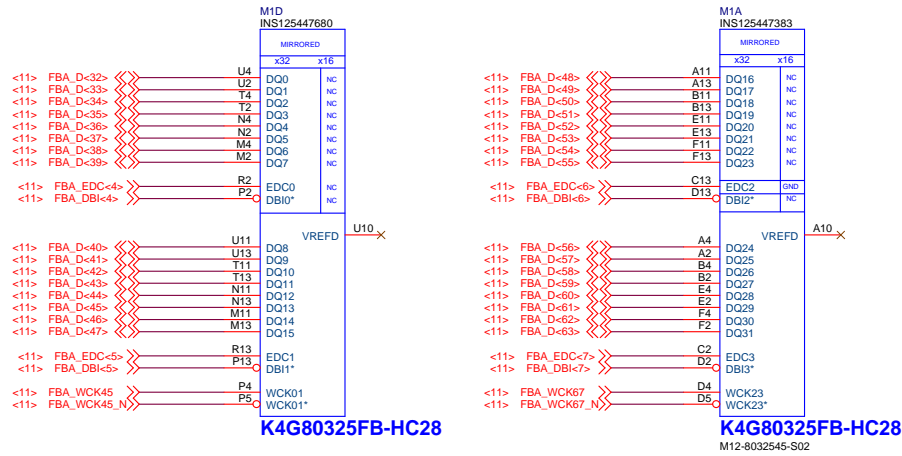 M1D
INS125447680
MIRRORED
x32 x16
<11> FBA_D<32> U4 DQ0 NC
<11> FBA_D<33> U2 DQ1 NC
<11> FBA_D<34> T4 DQ2 NC
<11> FBA_D<35> T2 DQ3 NC
<11> FBA_D<36> N4 DQ4 NC
<11> FBA_D<37> N2 DQ5 NC
<11> FBA_D<38> M4 DQ6 NC
<11> FBA_D<39> M2 DQ7 NC
<11> FBA_EDC<4> R2 EDC0 NC
<11> FBA_DBI<4> P2 DBI0* NC
VREFD U10
<11> FBA_D<40> U11 DQ8
<11> FBA_D<41> U13 DQ9
<11> FBA_D<42> T11 DQ10
<11> FBA_D<43> T13 DQ11
<11> FBA_D<44> N11 DQ12
<11> FBA_D<45> N13 DQ13
<11> FBA_D<46> M11 DQ14
<11> FBA_D<47> M13 DQ15
<11> FBA_EDC<5> R13 EDC1
<11> FBA_DBI<5> P13 DBI1*
<11> FBA_WCK45 P4 WCK01
<11> FBA_WCK45_N P5 WCK01*
K4G80325FB-HC28
M1A
INS125447383
MIRRORED
x32 x16
<11> FBA_D<48> A11 DQ16 NC
<11> FBA_D<49> A13 DQ17 NC
<11> FBA_D<50> B11 DQ18 NC
<11> FBA_D<51> B13 DQ19 NC
<11> FBA_D<52> E11 DQ20 NC
<11> FBA_D<53> E13 DQ21 NC
<11> FBA_D<54> F11 DQ22 NC
<11> FBA_D<55> F13 DQ23 NC
<11> FBA_EDC<6> C13 EDC2 GND
<11> FBA_DBI<6> D13 DBI2* NC
VREFD A10
<11> FBA_D<56> A4 DQ24
<11> FBA_D<57> A2 DQ25
<11> FBA_D<58> B4 DQ26
<11> FBA_D<59> B2 DQ27
<11> FBA_D<60> E4 DQ28
<11> FBA_D<61> E2 DQ29
<11> FBA_D<62> F4 DQ30
<11> FBA_D<63> F2 DQ31
<11> FBA_EDC<7> C2 EDC3
<11> FBA_DBI<7> D2 DBI3*
<11> FBA_WCK67 D4 WCK23
<11> FBA_WCK67_N D5 WCK23*
K4G80325FB-HC28
M12-8032545-S02